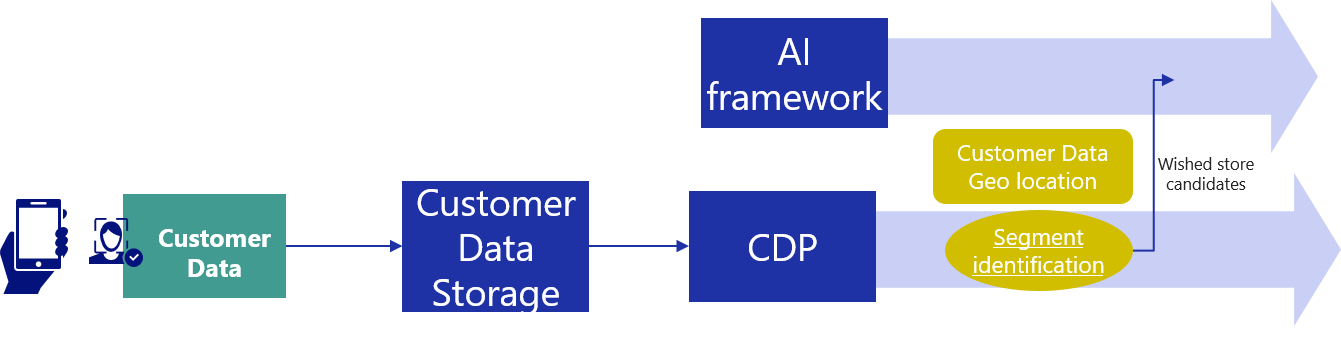 AI
framework
Customer Data
Geo location
Wished store
candidates
Customer
Data
Customer
Data
Storage
CDP
Segment
identification